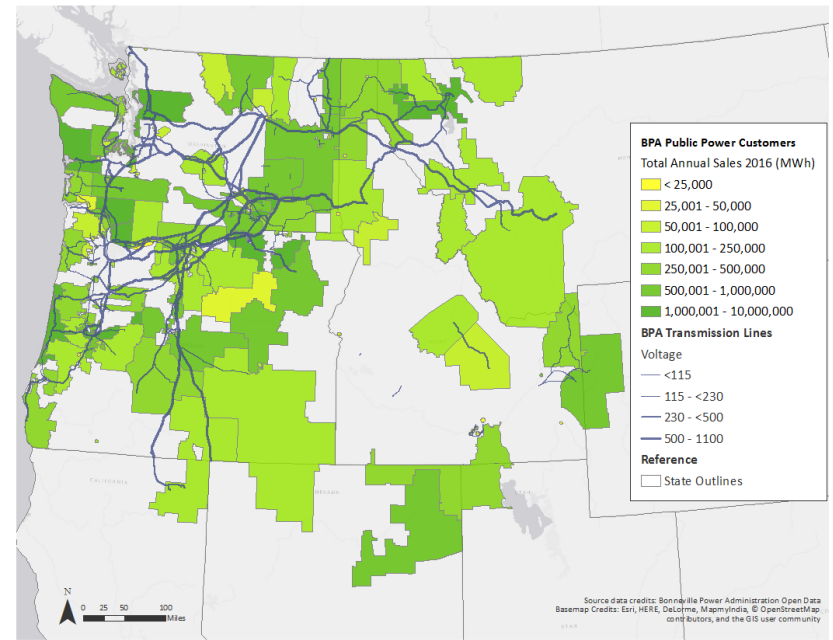 WASHINGTON
BPA Public Power Customers
Total Annual Sales 2016 (MWh)
< 25,000
25,001 - 50,000
50,001 - 100,000
100,001 - 250,000
250,001 - 500,000
500,001 - 1,000,000
1,000,001 - 10,000,000
BPA Transmission Lines
Voltage
<115
115 - <230
230 - <500
500 - 1100
Reference
State Outlines
CALIFORNIA
NEVADA
UTAH
N
0 25 50 100
Miles
Source data credits: Bonneville Power Administration Open Data
Basemap Credits: Esri, HERE, DeLorme, MapmyIndia, © OpenStreetMap
contributors, and the GIS user community